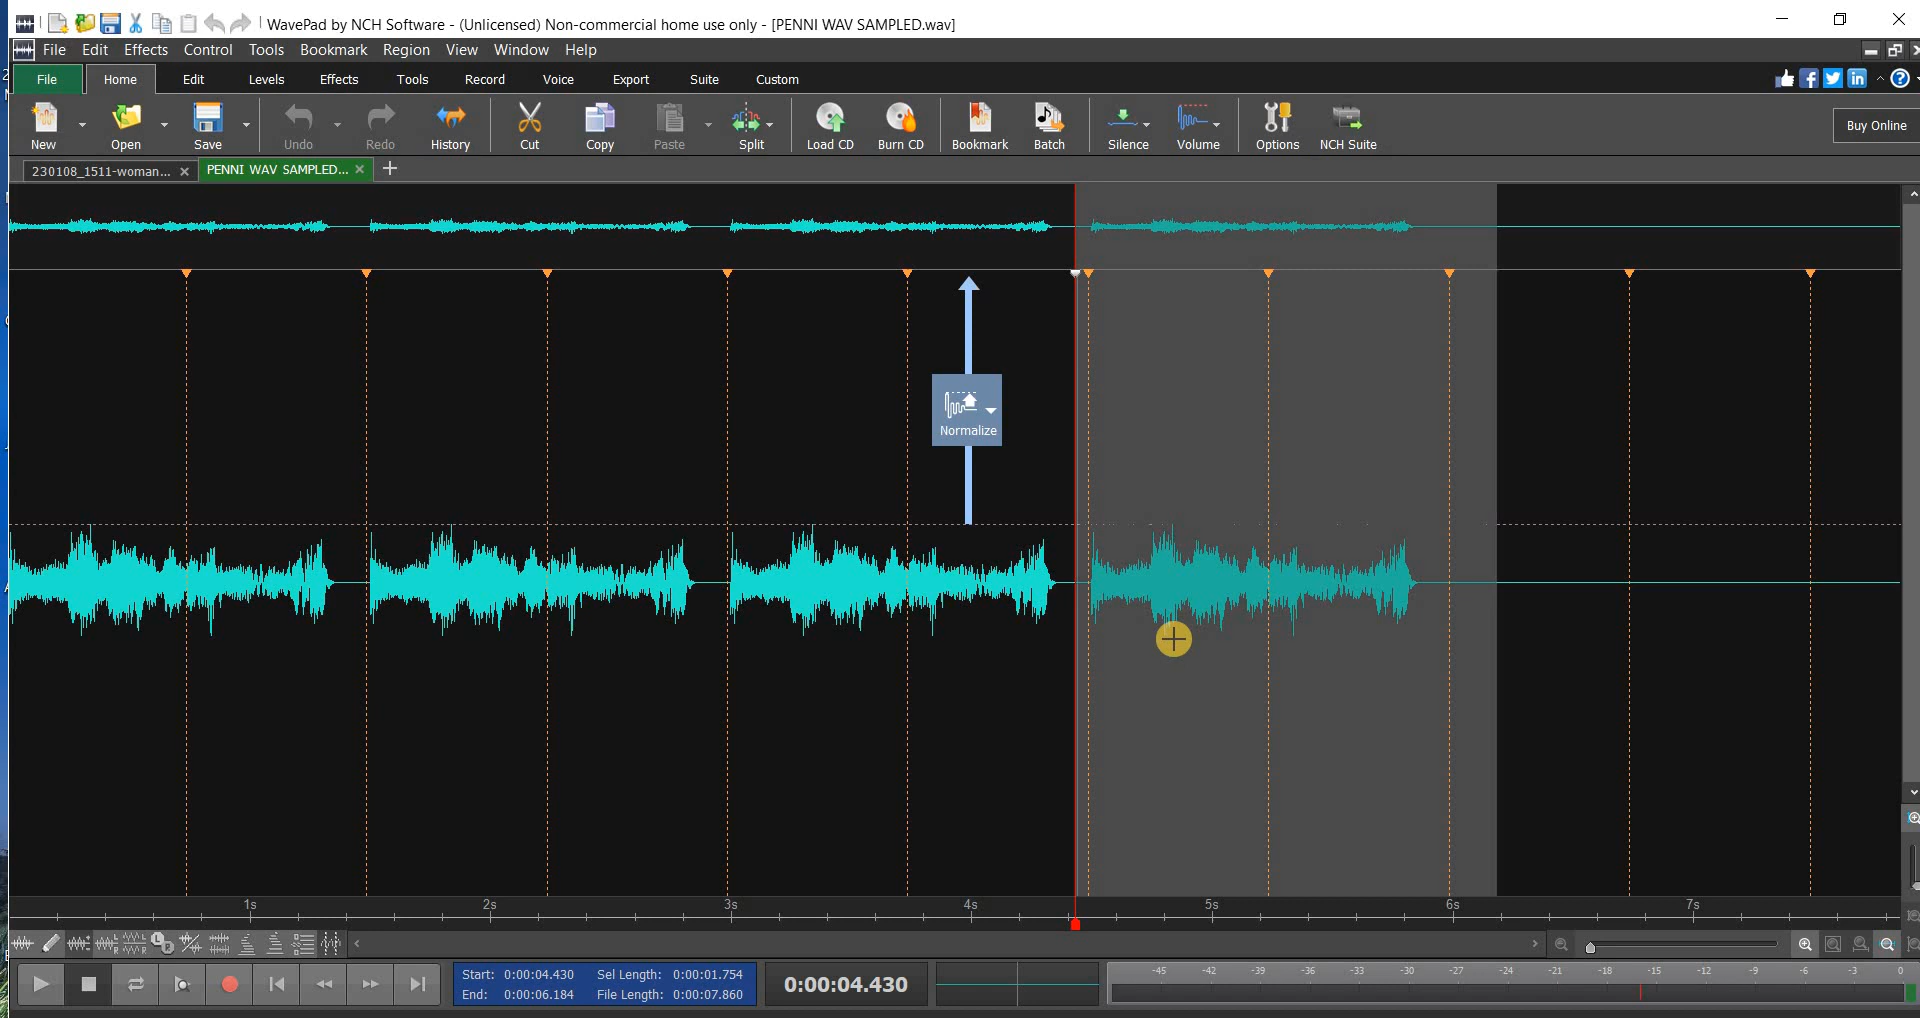 WavePad by NCH Software - (Unlicensed) Non-commercial home use only - [PENNI WAV SAMPLED.wav]
File Edit Effects Control Tools Bookmark Region View Window Help
File Home Edit Levels Effects Tools Record Voice Export Suite Custom
New Open Save Undo Redo History Cut Copy Paste Split Load CD Burn CD Bookmark Batch Silence Volume Options NCH Suite Buy Online
230108_1511-woman... PENNI WAV SAMPLED...
Normalize
1s 2s 3s 4s 5s 6s 7s
Start: 0:00:04.430 Sel Length: 0:00:01.754
End: 0:00:06.184 File Length: 0:00:07.860
0:00:04.430
-45 -42 -39 -36 -33 -30 -27 -24 -21 -18 -15 -12 -9 -6 -3 0